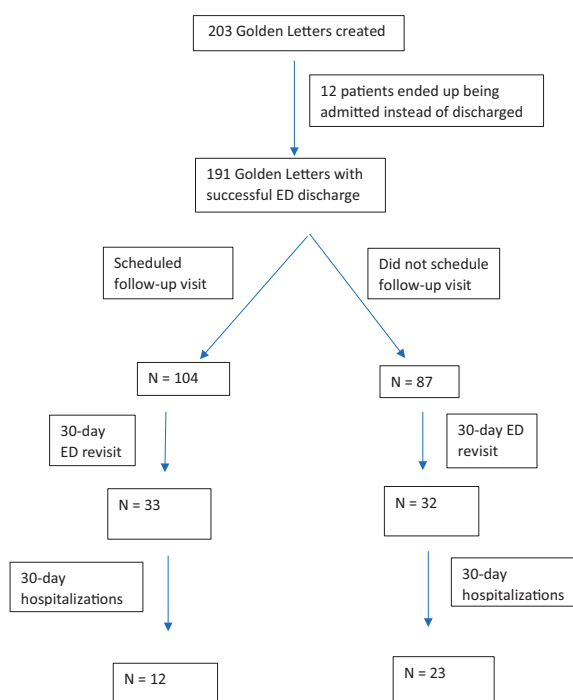 203 Golden Letters created
12 patients ended up being
admitted instead of discharged
191 Golden Letters with
successful ED discharge
Scheduled
follow-up visit
Did not schedule
follow-up visit
N = 104
N = 87
30-day
ED revisit
30-day ED
revisit
N = 33
N = 32
30-day
hospitalizations
30-day
hospitalizations
N = 12
N = 23